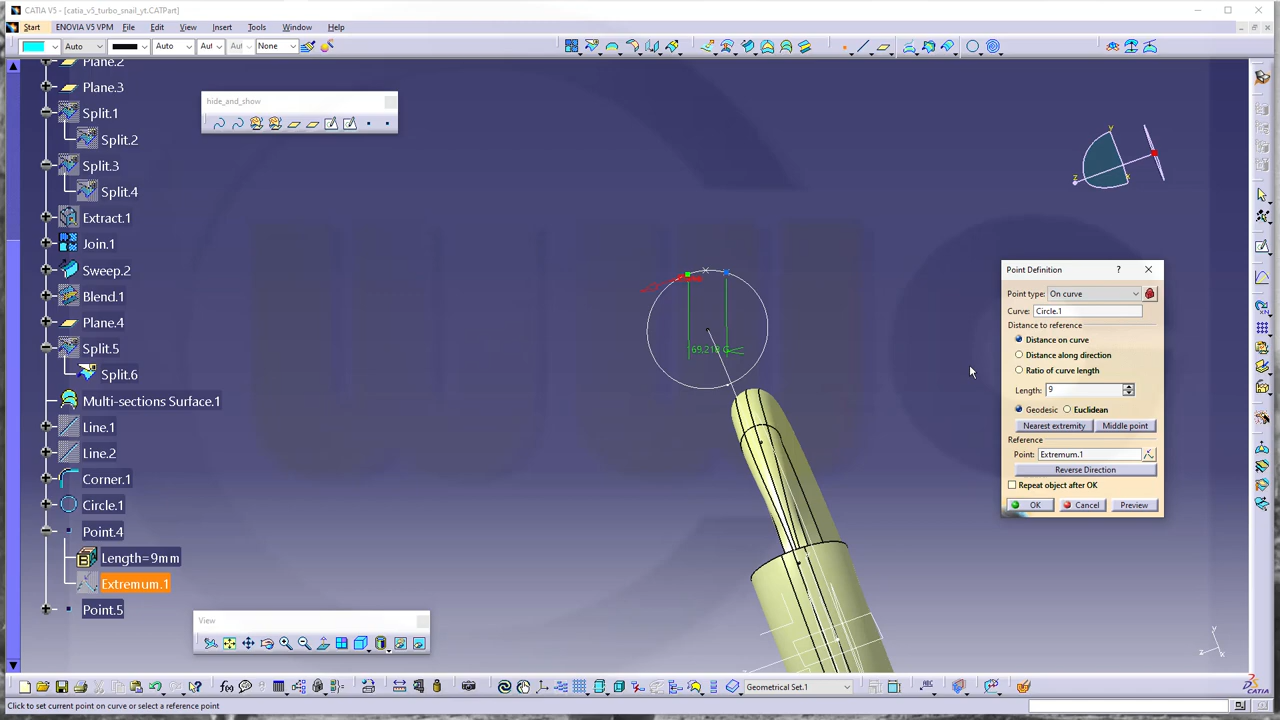 CATIA V5 - [catia_v5_turbo_snail_yt.CATPart]
Start ENOVIA V5 VPM File Edit View Insert Tools Window Help
Auto Auto Aut Aut None
Plane.2
Plane.3
Split.1
Split.2
Split.3
Split.4
Extract.1
Join.1
Sweep.2
Blend.1
Plane.4
Split.5
Split.6
Multi-sections Surface.1
Line.1
Line.2
Corner.1
Circle.1
Point.4
Length=9mm
Extremum.1
Point.5
hide_and_show
View
69,218 G
Y
X
Z
Point Definition
?
Point type: On curve
Curve: Circle.1
Distance to reference
Distance on curve
Distance along direction
Ratio of curve length
Length: 9
Geodesic Euclidean
Nearest extremity Middle point
Reference
Point: Extremum.1
Reverse Direction
Repeat object after OK
OK Cancel Preview
Y
Z X
Geometrical Set.1
Click to set current point on curve or select a reference point